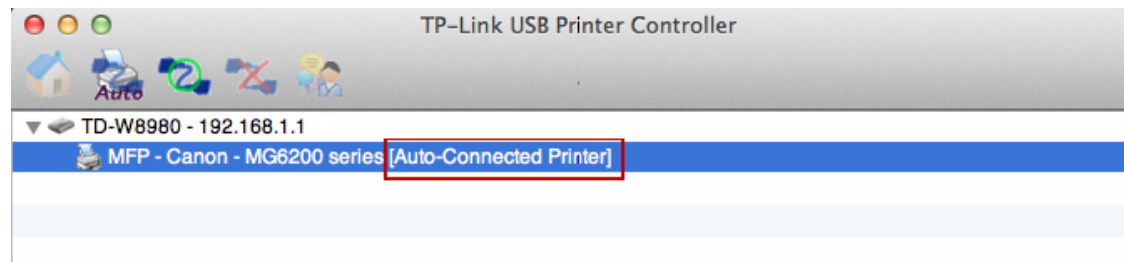 TP-Link USB Printer Controller
Auto
TD-W8980 - 192.168.1.1
MFP - Canon - MG6200 series [Auto-Connected Printer]